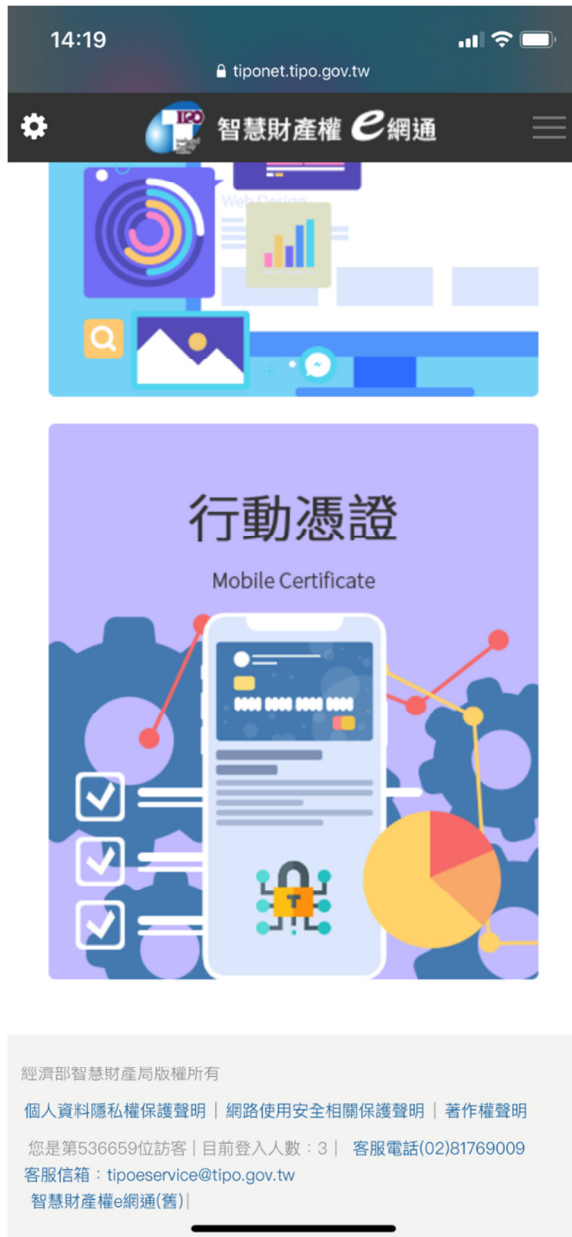 14:19
tiponet.tipo.gov.tw
TIPO 智慧財產權 e網通
Web Design
行動憑證
Mobile Certificate
T
經濟部智慧財產局版權所有
個人資料隱私權保護聲明 | 網路使用安全相關保護聲明 | 著作權聲明
您是第536659位訪客 | 目前登入人數：3 | 客服電話(02)81769009
客服信箱：tipoeservice@tipo.gov.tw
智慧財產權e網通(舊)|